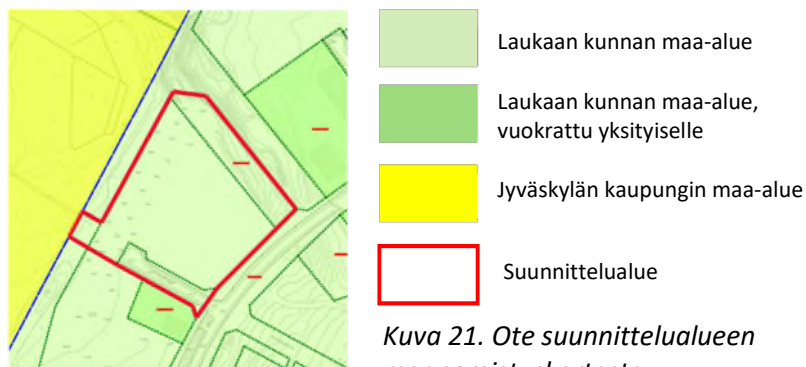 Laukaan kunnan maa-alue
Laukaan kunnan maa-alue,
vuokrattu yksityiselle
Jyväskylän kaupungin maa-alue
Suunnittelualue
Kuva 21. Ote suunnittelualueen